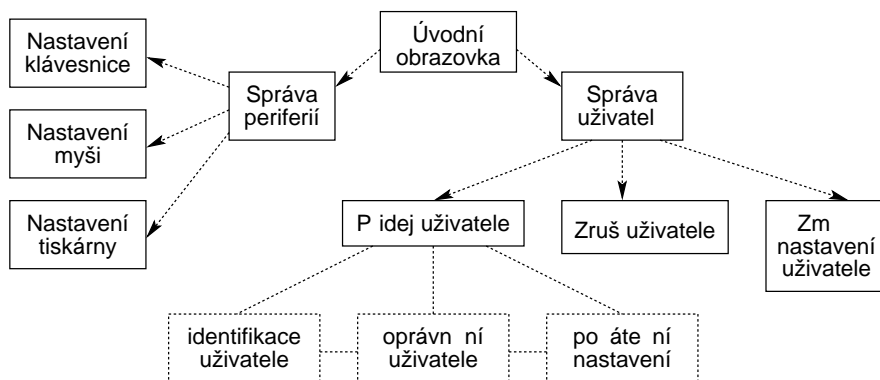 Úvodní
obrazovka
Nastavení
klávesnice
Správa
periferií
Správa
uživatel
Nastavení
myši
Nastavení
tiskárny
P idej uživatele
Zruš uživatele
Zm
nastavení
uživatele
identifikace
uživatele
oprávn ní
uživatele
po áte ní
nastavení